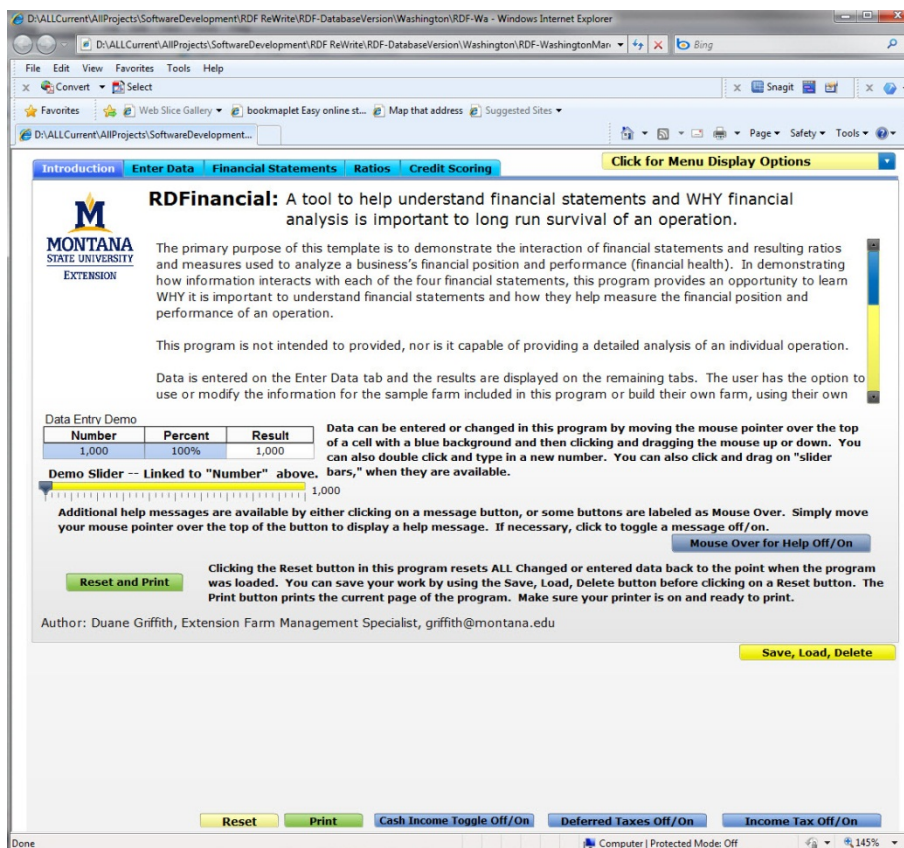 D:\ALLCurrent\AllProjects\SoftwareDevelopment\RDF ReWrite\RDF-DatabaseVersion\Washington\RDF-Wa - Windows Internet Explorer
D:\ALLCurrent\AllProjects\SoftwareDevelopment\RDF ReWrite\RDF-DatabaseVersion\Washington\RDF-WashingtonMar
Bing
File Edit View Favorites Tools Help
x Convert Select
x Snagit
x
Favorites Web Slice Gallery bookmaplet Easy online st... Map that address Suggested Sites
D:\ALLCurrent\AllProjects\SoftwareDevelopment...
Page Safety Tools
Introduction Enter Data Financial Statements Ratios Credit Scoring
Click for Menu Display Options
M
MONTANA
STATE UNIVERSITY
EXTENSION
RDFinancial: A tool to help understand financial statements and WHY financial
analysis is important to long run survival of an operation.
The primary purpose of this template is to demonstrate the interaction of financial statements and resulting ratios
and measures used to analyze a business's financial position and performance (financial health). In demonstrating
how information interacts with each of the four financial statements, this program provides an opportunity to learn
WHY it is important to understand financial statements and how they help measure the financial position and
performance of an operation.
This program is not intended to provided, nor is it capable of providing a detailed analysis of an individual operation.
Data is entered on the Enter Data tab and the results are displayed on the remaining tabs. The user has the option to
use or modify the information for the sample farm included in this program or build their own farm, using their own
Data Entry Demo
Number Percent Result
1,000 100% 1,000
Data can be entered or changed in this program by moving the mouse pointer over the top
of a cell with a blue background and then clicking and dragging the mouse up or down. You
can also double click and type in a new number. You can also click and drag on "slider
bars," when they are available.
Demo Slider -- Linked to "Number" above.
1,000
Additional help messages are available by either clicking on a message button, or some buttons are labeled as Mouse Over. Simply move
your mouse pointer over the top of the button to display a help message. If necessary, click to toggle a message off/on.
Mouse Over for Help Off/On
Reset and Print
Clicking the Reset button in this program resets ALL Changed or entered data back to the point when the program
was loaded. You can save your work by using the Save, Load, Delete button before clicking on a Reset button. The
Print button prints the current page of the program. Make sure your printer is on and ready to print.
Author: Duane Griffith, Extension Farm Management Specialist, griffith@montana.edu
Save, Load, Delete
Reset Print Cash Income Toggle Off/On Deferred Taxes Off/On Income Tax Off/On
Done
Computer | Protected Mode: Off
145%